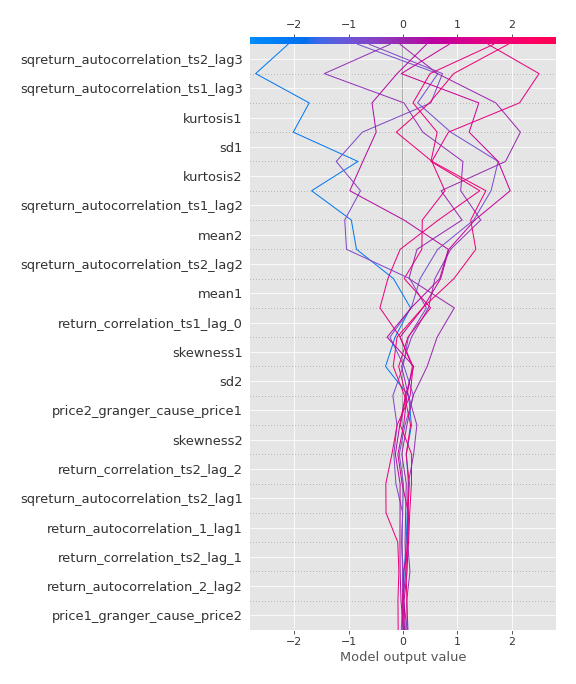 −2 −1 0 1 2
sqreturn_autocorrelation_ts2_lag3
sqreturn_autocorrelation_ts1_lag3
kurtosis1
sd1
kurtosis2
sqreturn_autocorrelation_ts1_lag2
mean2
sqreturn_autocorrelation_ts2_lag2
mean1
return_correlation_ts1_lag_0
skewness1
sd2
price2_granger_cause_price1
skewness2
return_correlation_ts2_lag_2
sqreturn_autocorrelation_ts2_lag1
return_autocorrelation_1_lag1
return_correlation_ts2_lag_1
return_autocorrelation_2_lag2
price1_granger_cause_price2
−2 −1 0 1 2
Model output value